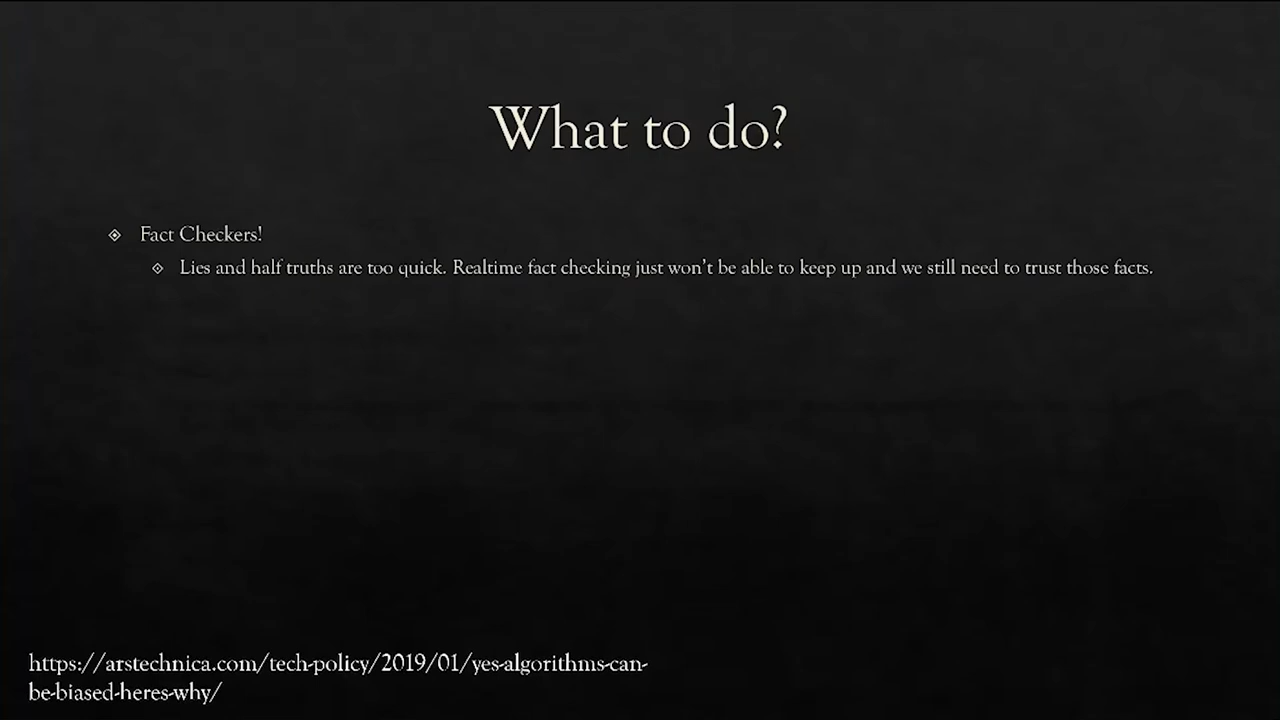 What to do?
Fact Checkers!
Lies and half truths are too quick. Realtime fact checking just won't be able to keep up and we still need to trust those facts.
https://arstechnica.com/tech-policy/2019/01/yes-algorithms-can-
be-biased-heres-why/